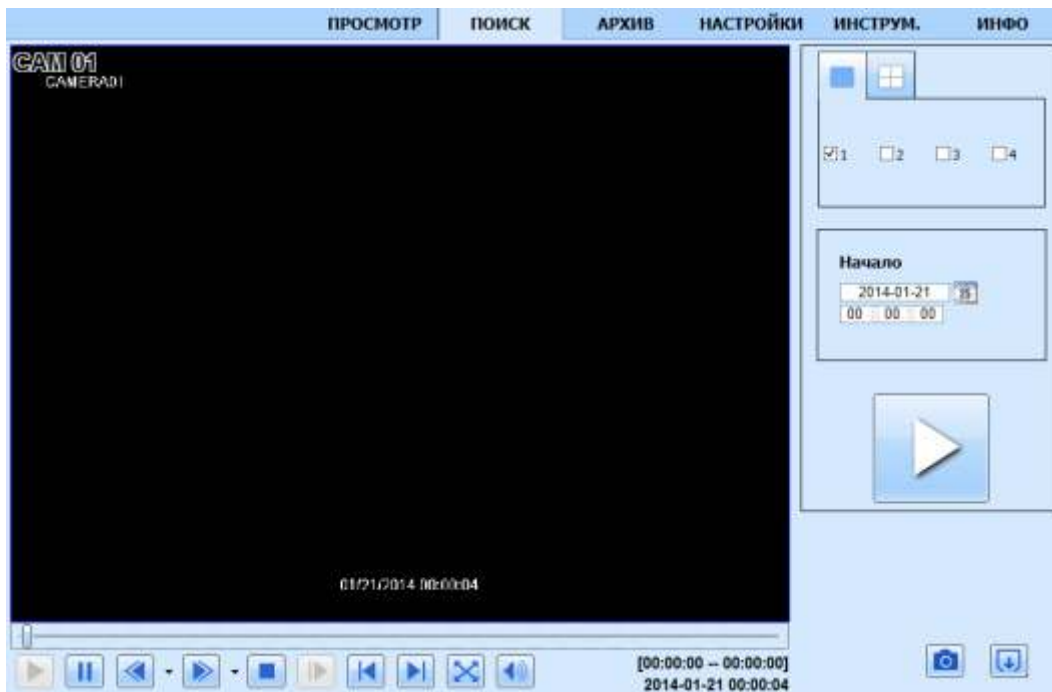 ПРОСМОТР ПОИСК АРХИВ НАСТРОЙКИ ИНСТРУМ. ИНФО
CAM 01
CAMERA01
1 2 3 4
Начало
2014-01-21
00 00 00
01/21/2014 00:00:04
[00:00:00 -- 00:00:00]
2014-01-21 00:00:04